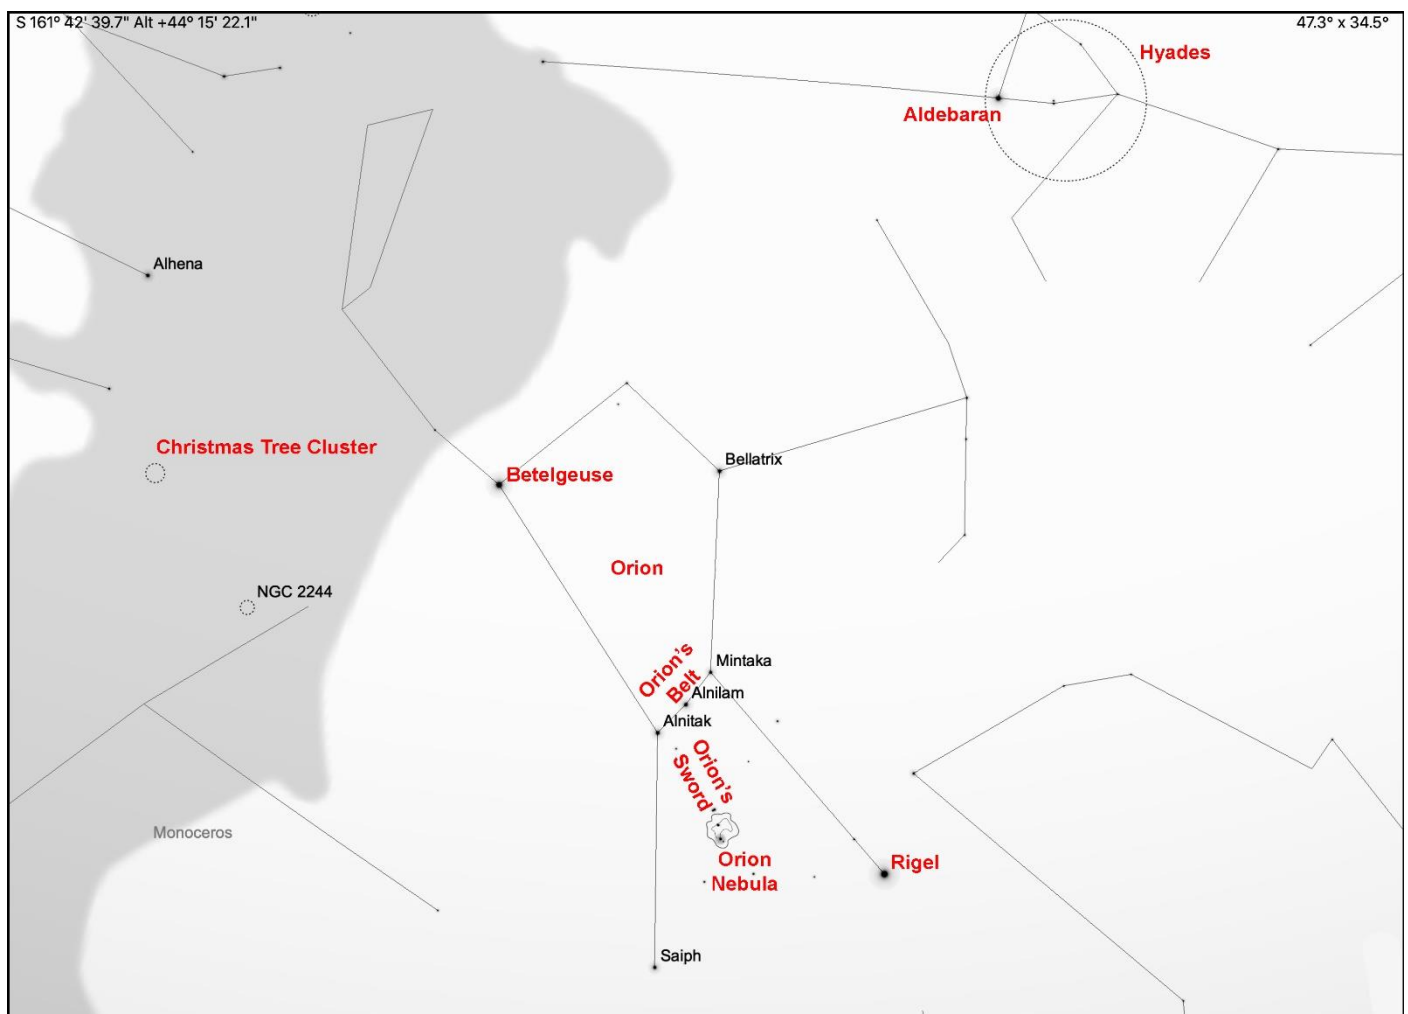 S 161° 42' 39.7" Alt +44° 15' 22.1"
47.3° x 34.5°
Hyades
Aldebaran
Alhena
Christmas Tree Cluster
Betelgeuse
Bellatrix
Orion
NGC 2244
Orion's
Belt
Mintaka
Alnilam
Alnitak
Orion's
Sword
Monoceros
Orion
Nebula
Rigel
Saiph